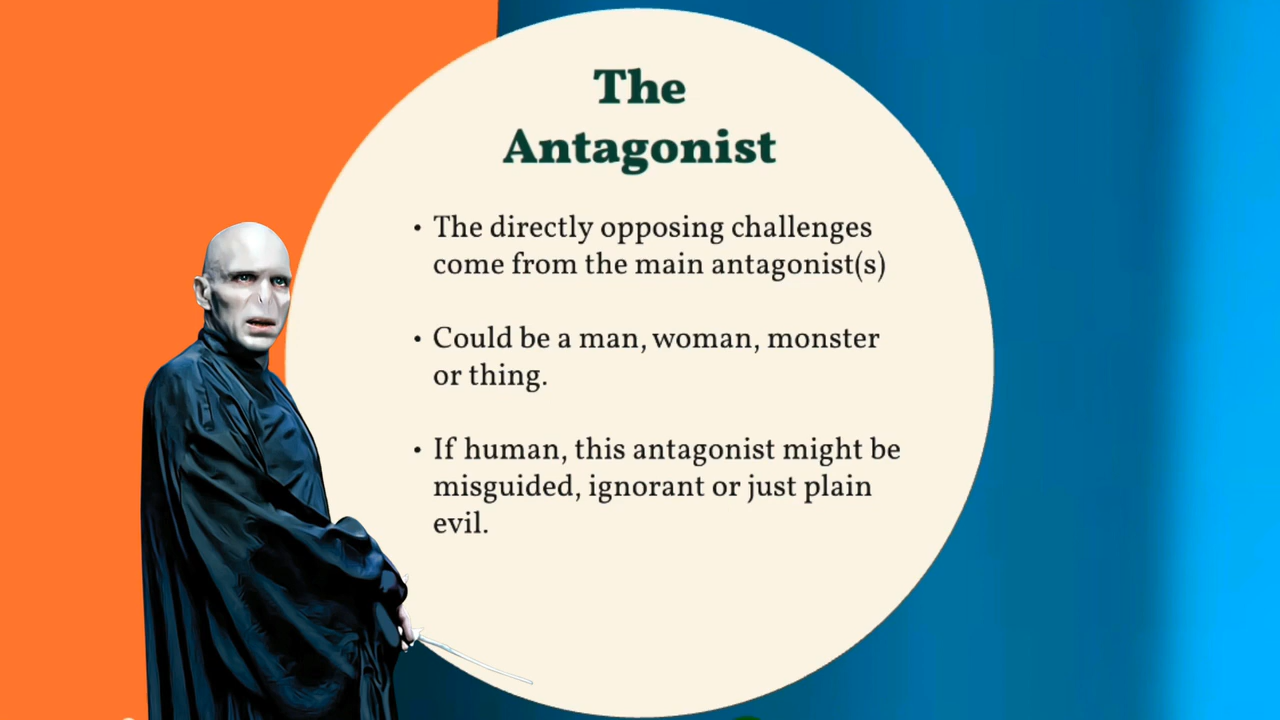 The
Antagonist
• The directly opposing challenges
come from the main antagonist(s)
• Could be a man, woman, monster
or thing.
• If human, this antagonist might be
misguided, ignorant or just plain
evil.